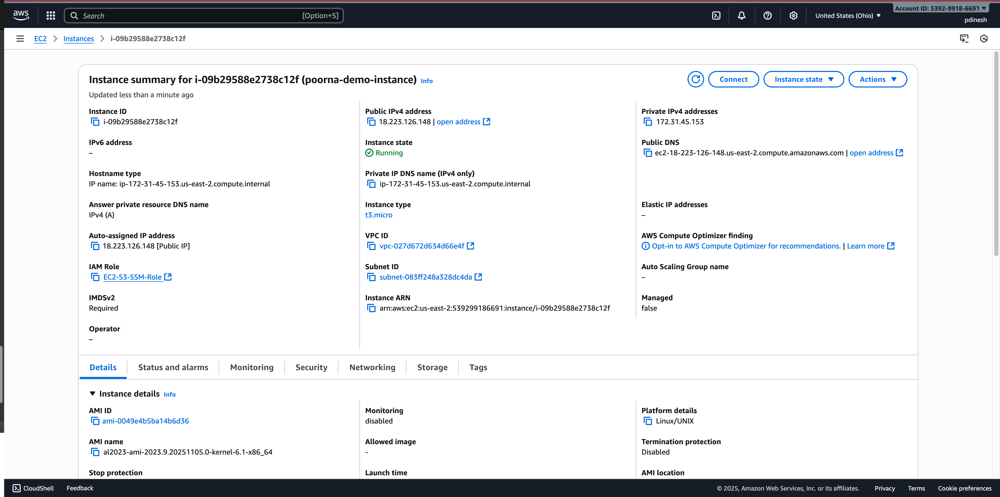 aws
Search [Option+S]
United States (Ohio)
Account ID: 5392-9918-6691
pdinesh
EC2 Instances i-09b29588e2738c12f
Instance summary for i-09b29588e2738c12f (poorna-demo-instance) Info
Connect Instance state Actions
Updated less than a minute ago
Instance ID
i-09b29588e2738c12f
Public IPv4 address
18.223.126.148 | open address
Private IPv4 addresses
172.31.45.153
IPv6 address
–
Instance state
Running
Public DNS
ec2-18-223-126-148.us-east-2.compute.amazonaws.com | open address
Hostname type
IP name: ip-172-31-45-153.us-east-2.compute.internal
Private IP DNS name (IPv4 only)
ip-172-31-45-153.us-east-2.compute.internal
Answer private resource DNS name
IPv4 (A)
Instance type
t3.micro
Elastic IP addresses
–
Auto-assigned IP address
18.223.126.148 [Public IP]
VPC ID
vpc-027d672d634d66e4f
AWS Compute Optimizer finding
Opt-in to AWS Compute Optimizer for recommendations. | Learn more
IAM Role
EC2-S3-SSM-Role
Subnet ID
subnet-083ff248a328dc4da
Auto Scaling Group name
–
IMDSv2
Required
Instance ARN
arn:aws:ec2:us-east-2:539299186691:instance/i-09b29588e2738c12f
Managed
false
Operator
–
Details Status and alarms Monitoring Security Networking Storage Tags
Instance details Info
AMI ID
ami-0049e4b5ba14b6d36
Monitoring
disabled
Platform details
Linux/UNIX
AMI name
al2023-ami-2023.9.20251105.0-kernel-6.1-x86_64
Allowed image
-
Termination protection
Disabled
Stop protection
Launch time
AMI location
CloudShell Feedback
© 2025, Amazon Web Services, Inc. or its affiliates. Privacy Terms Cookie preferences